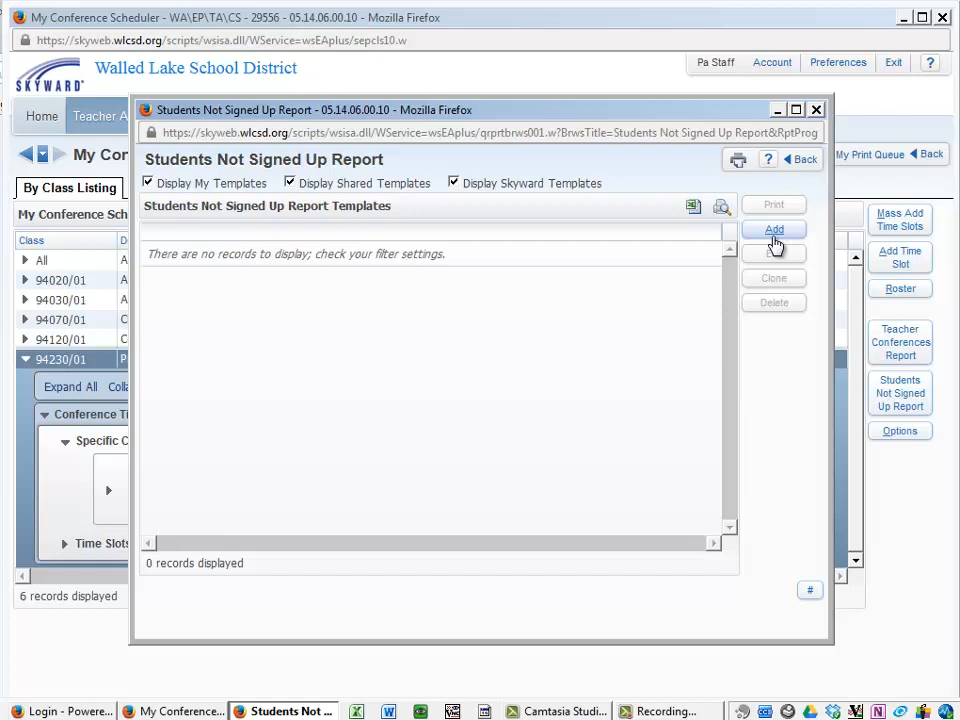 My Conference Scheduler - WA\EP\TA\CS - 29556 - 05.14.06.00.10 - Mozilla Firefox
https://skyweb.wlcsd.org/scripts/wsisa.dll/WService=wsEAplus/sepcls10.w
SKYWARD
Walled Lake School District
Pa Staff Account Preferences Exit ?
Home Teacher A
My Con
My Print Queue Back
By Class Listing
My Conference Sch
Class D
All A
94020/01 A
94030/01 A
94070/01 C
94120/01 C
94230/01 P
Expand All Colla
Conference Ti
Specific C
Time Slots
6 records displayed
Students Not Signed Up Report - 05.14.06.00.10 - Mozilla Firefox
https://skyweb.wlcsd.org/scripts/wsisa.dll/WService=wsEAplus/qrprtbrws001.w?BrwsTitle=Students Not Signed Up Report&RptProg
Students Not Signed Up Report
? Back
Display My Templates Display Shared Templates Display Skyward Templates
Students Not Signed Up Report Templates
There are no records to display; check your filter settings.
0 records displayed
Print
Add
Clone
Delete
#
Mass Add
Time Slots
Add Time
Slot
Roster
Teacher
Conferences
Report
Students
Not Signed
Up Report
Options
Login - Powere... My Conference... Students Not ... Camtasia Studi... Recording...